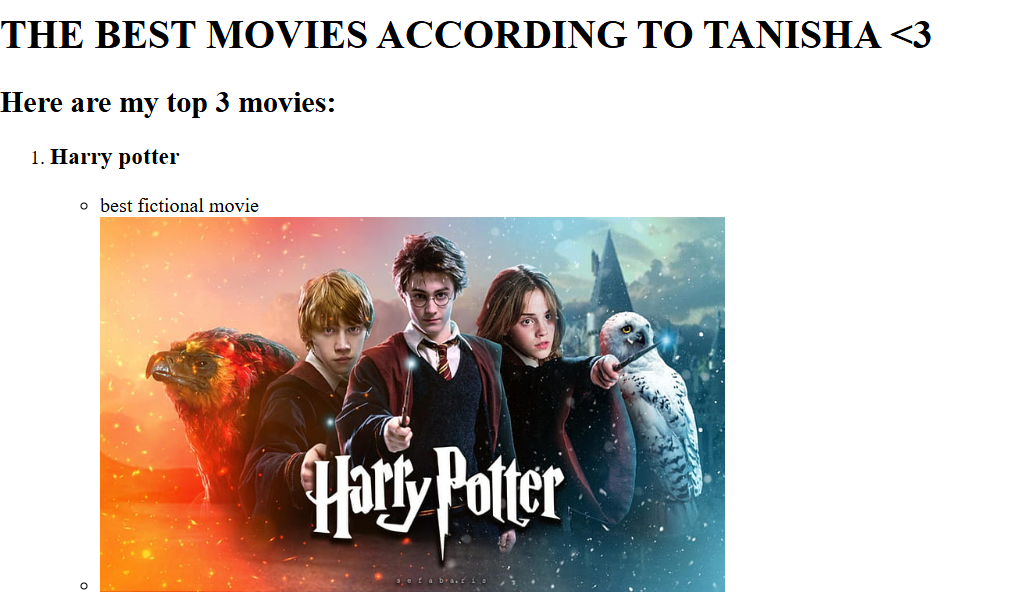 THE BEST MOVIES ACCORDING TO TANISHA <3
Here are my top 3 movies:
1. Harry potter
best fictional movie
Harry Potter
sefabaris